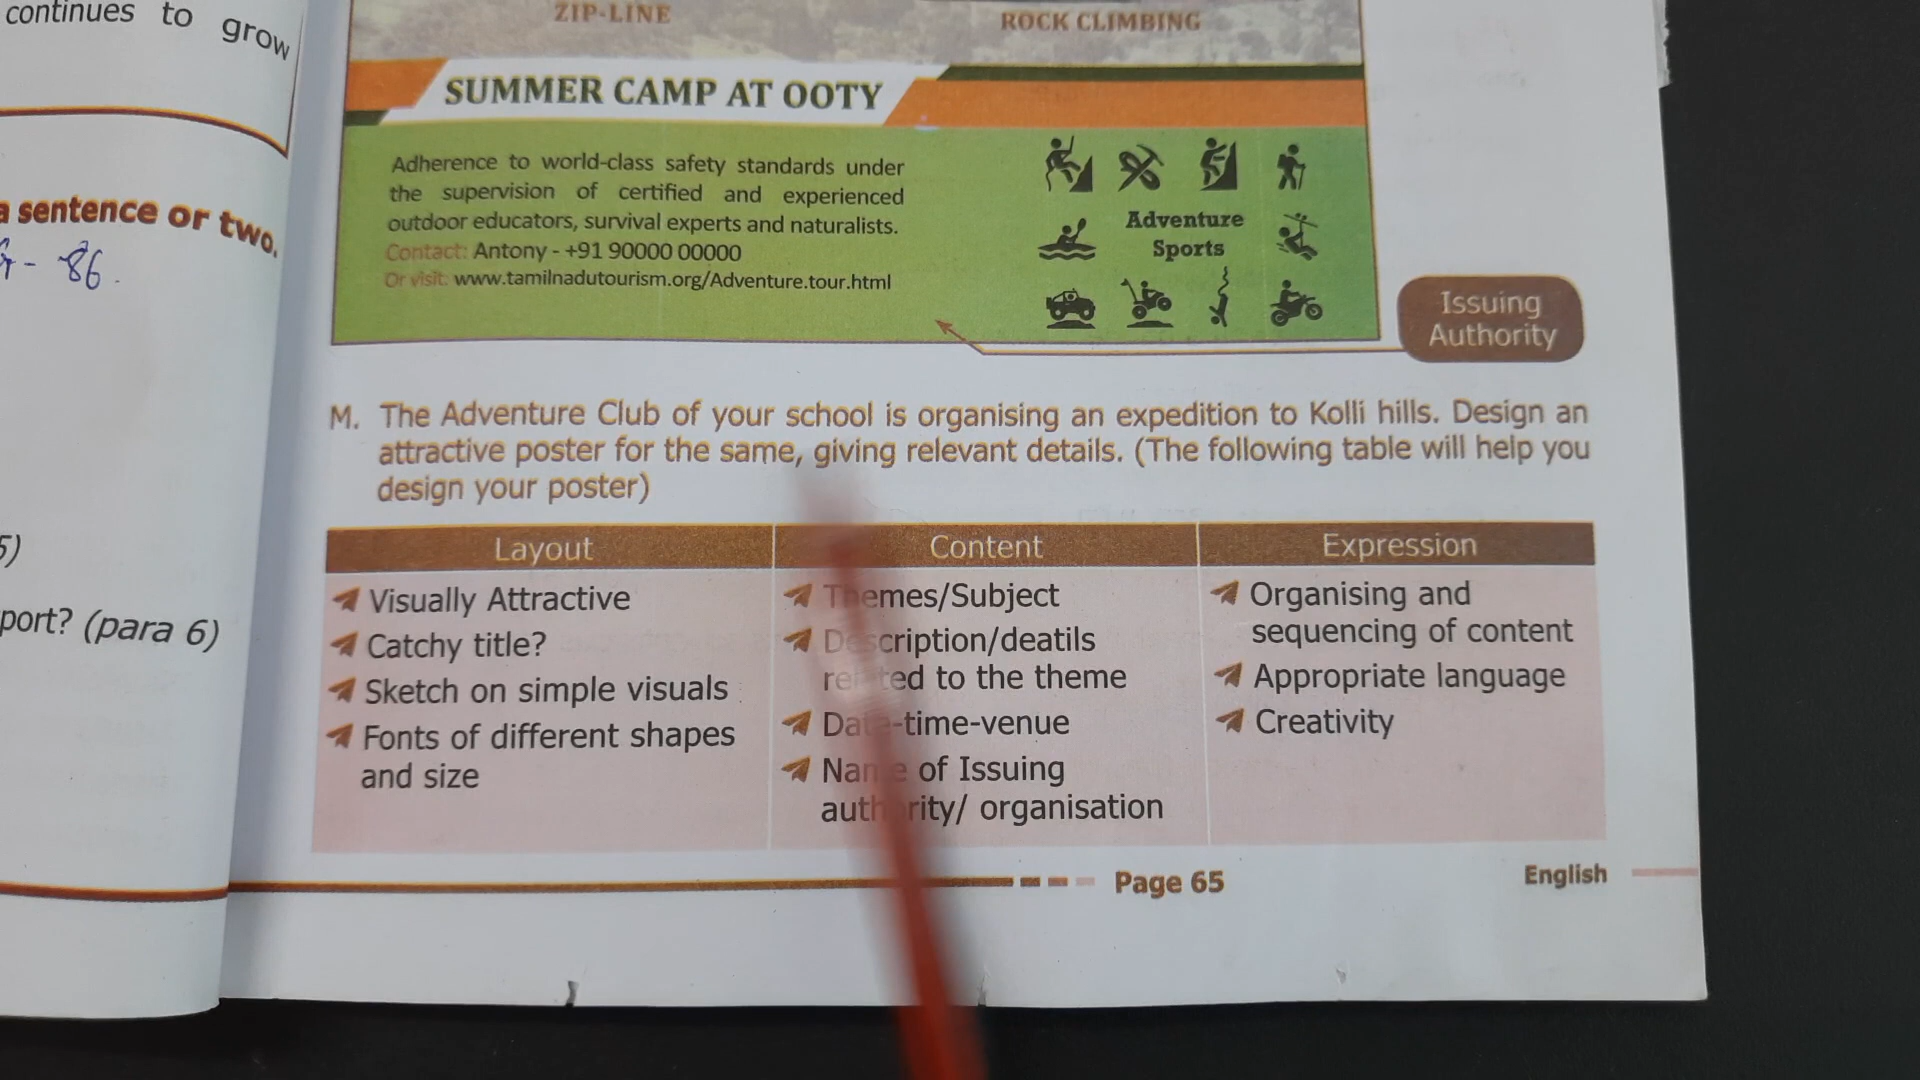 continues to grow
a sentence or two.
- 86.
5)
port? (para 6)
ZIP-LINE
ROCK CLIMBING
SUMMER CAMP AT OOTY
Adherence to world-class safety standards under
the supervision of certified and experienced
outdoor educators, survival experts and naturalists.
Contact: Antony - +91 90000 00000
Or visit: www.tamilnadutourism.org/Adventure.tour.html
Adventure
Sports
Issuing
Authority
M. The Adventure Club of your school is organising an expedition to Kolli hills. Design an
attractive poster for the same, giving relevant details. (The following table will help you
design your poster)
Layout
Visually Attractive
Catchy title?
Sketch on simple visuals
Fonts of different shapes
and size
Content
Themes/Subject
Description/deatils
related to the theme
Date-time-venue
Name of Issuing
authority/ organisation
Expression
Organising and
sequencing of content
Appropriate language
Creativity
Page 65
English